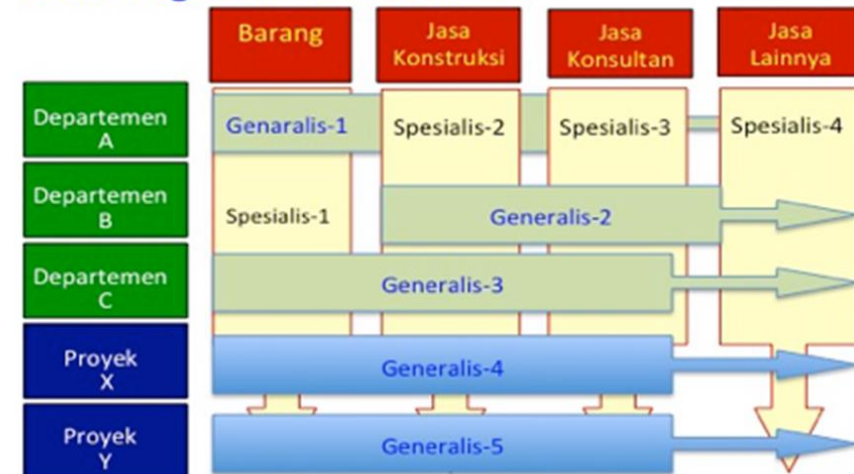 Barang
Jasa
Konstruksi
Jasa
Konsultan
Jasa
Lainnya
Departemen
A
Genaralis-1
Spesialis-2
Spesialis-3
Spesialis-4
Departemen
B
Spesialis-1
Generalis-2
Departemen
C
Generalis-3
Proyek
X
Generalis-4
Proyek
Y
Generalis-5